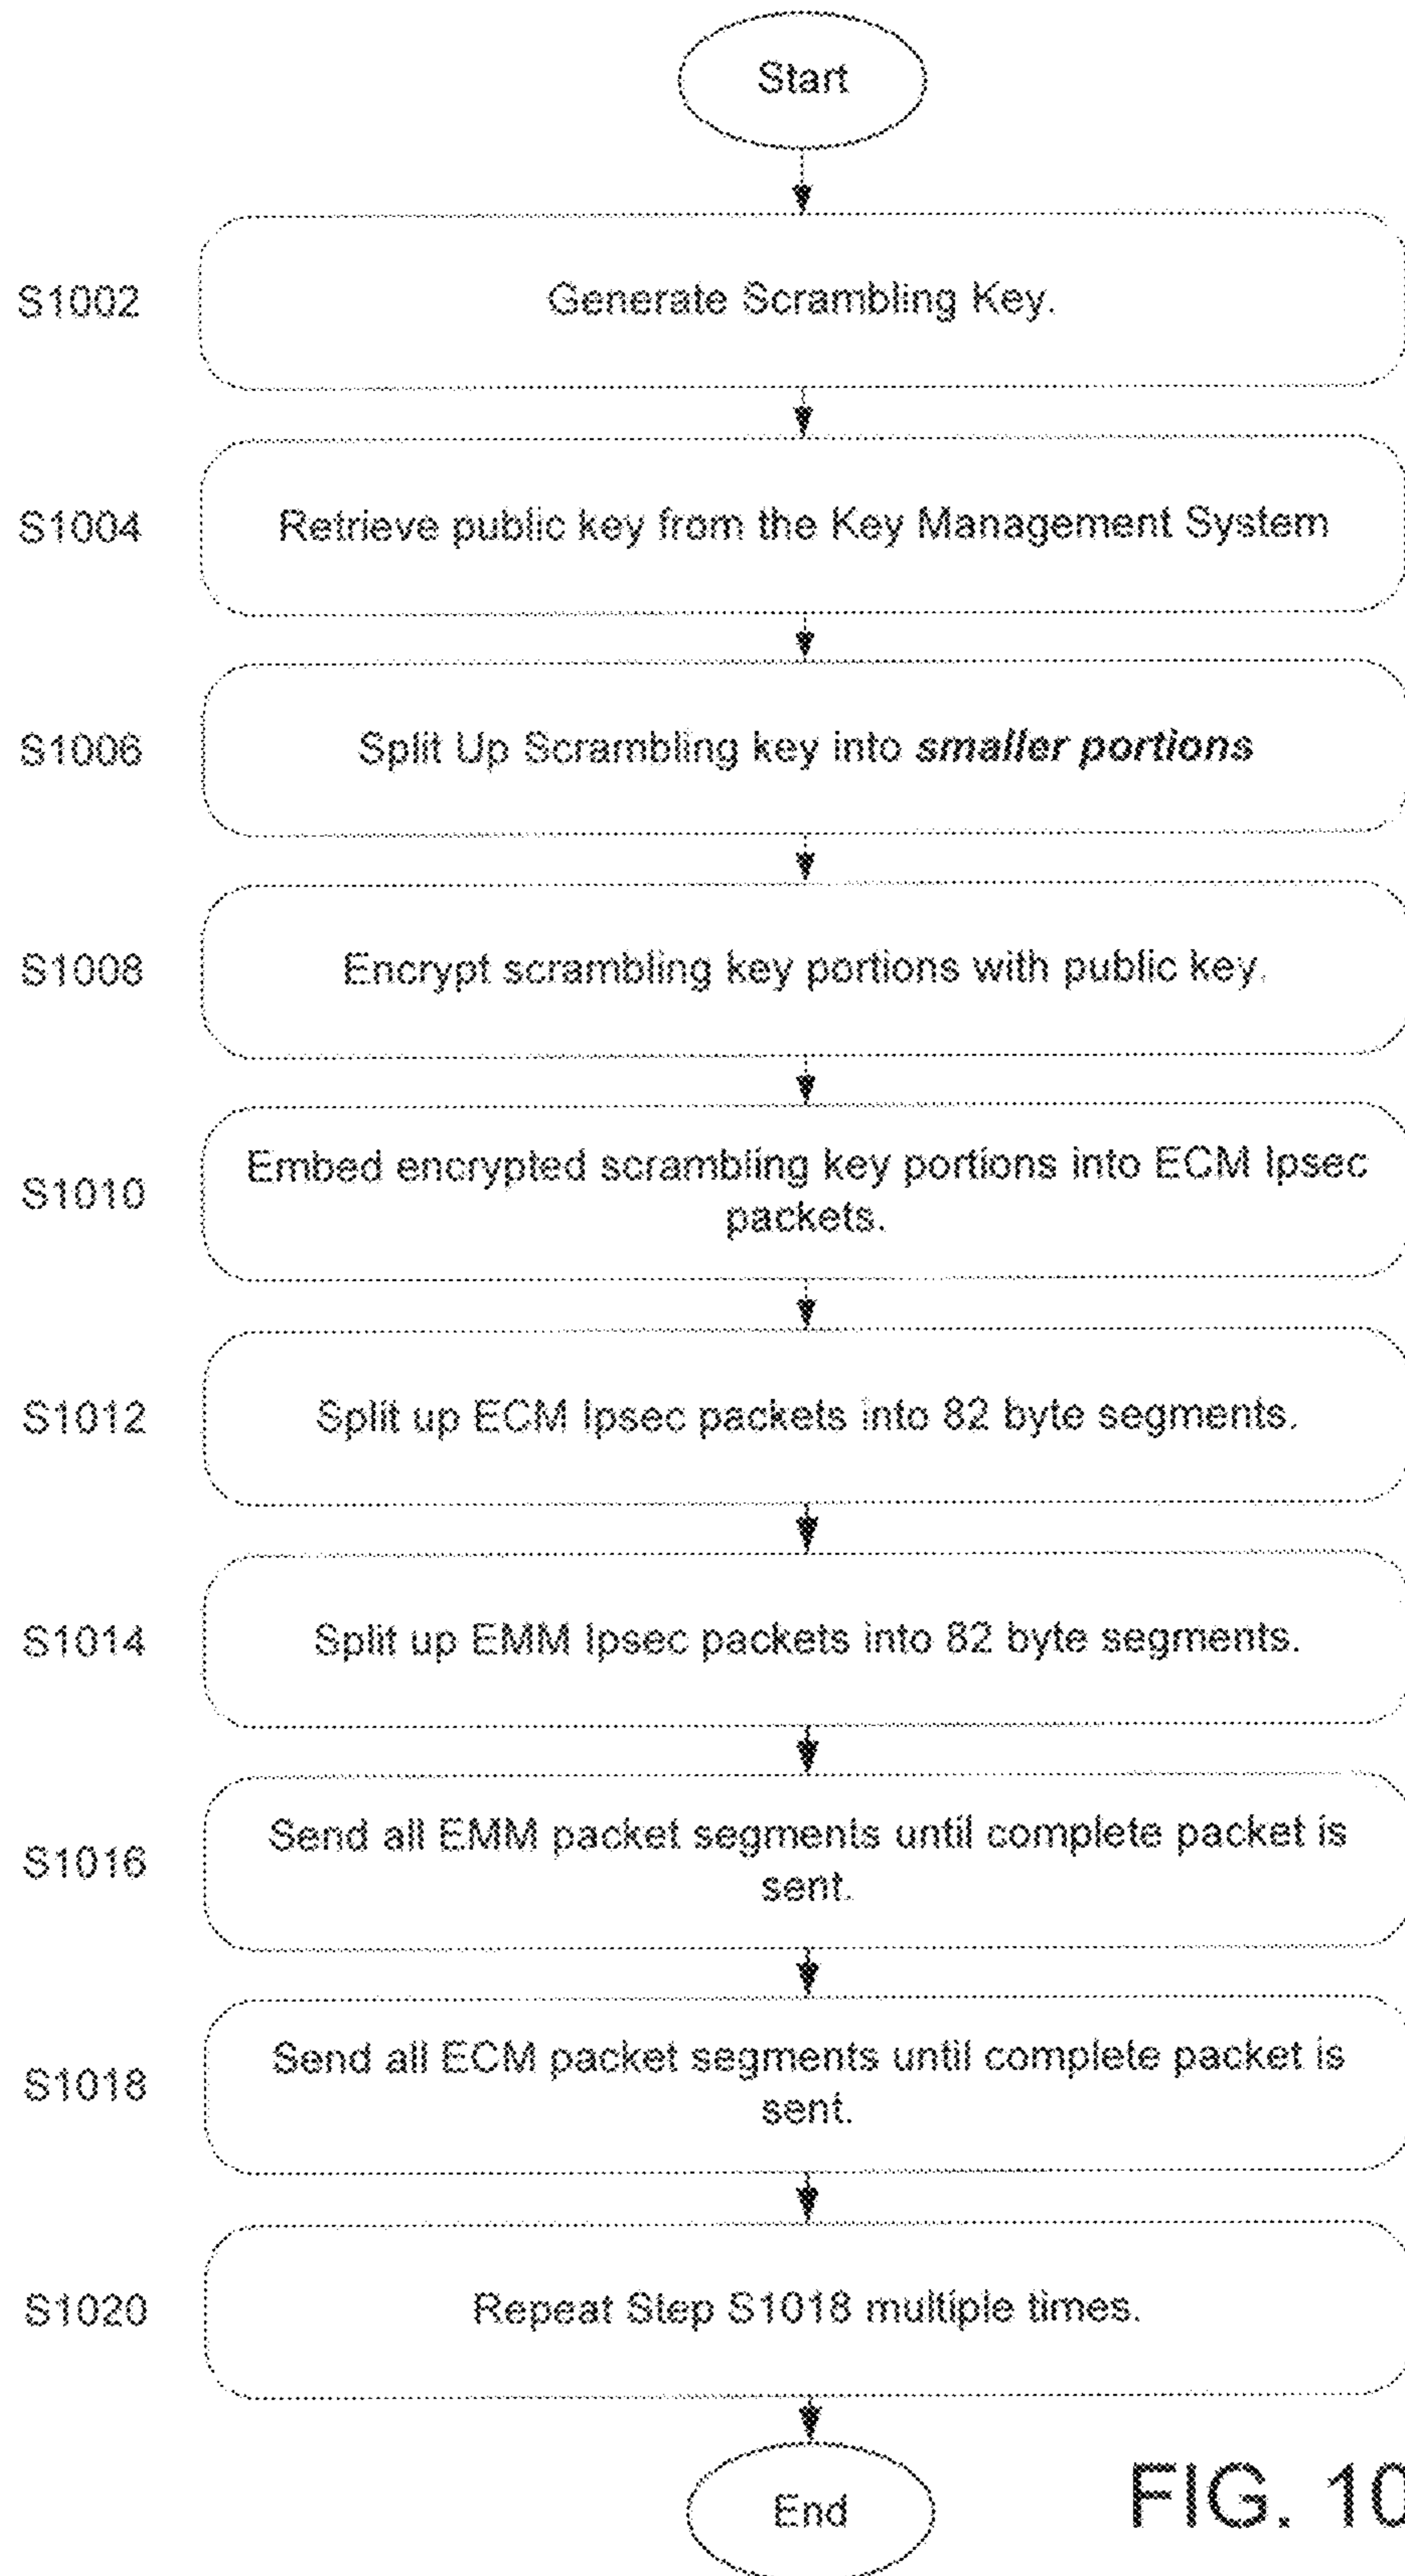 Start
S1002
Generate Scrambling Key.
S1004
Retrieve public key from the Key Management System
S1006
Split Up Scrambling key into smaller portions
S1008
Encrypt scrambling key portions with public key.
S1010
Embed encrypted scrambling key portions into ECM Ipsec
packets.
S1012
Split up ECM Ipsec packets into 82 byte segments.
S1014
Split up EMM Ipsec packets into 82 byte segments.
S1016
Send all EMM packet segments until complete packet is
sent.
S1018
Send all ECM packet segments until complete packet is
sent.
S1020
Repeat Step S1018 multiple times.
End
FIG. 10